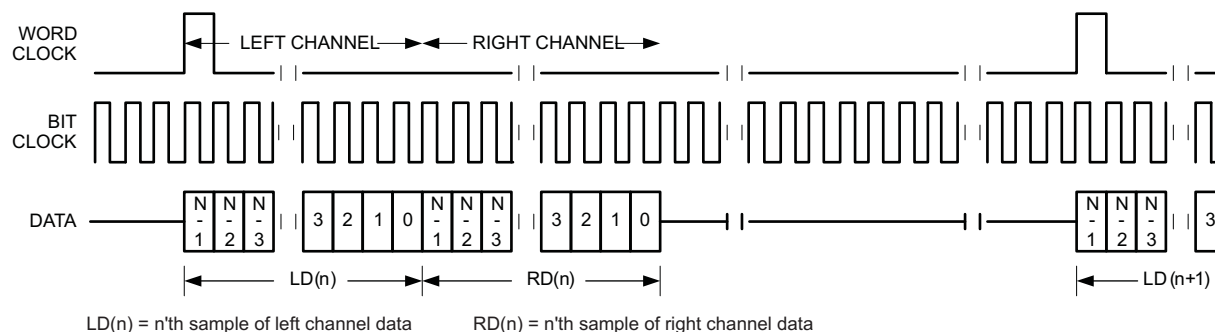 WORD
CLOCK
LEFT CHANNEL
RIGHT CHANNEL
BIT
CLOCK
DATA
N
-
1
N
-
2
N
-
3
3 2 1 0
N
-
1
N
-
2
N
-
3
3 2 1 0
N
-
1
N
-
2
N
-
3
3
LD(n)
RD(n)
LD(n+1)
LD(n) = n'th sample of left channel data
RD(n) = n'th sample of right channel data